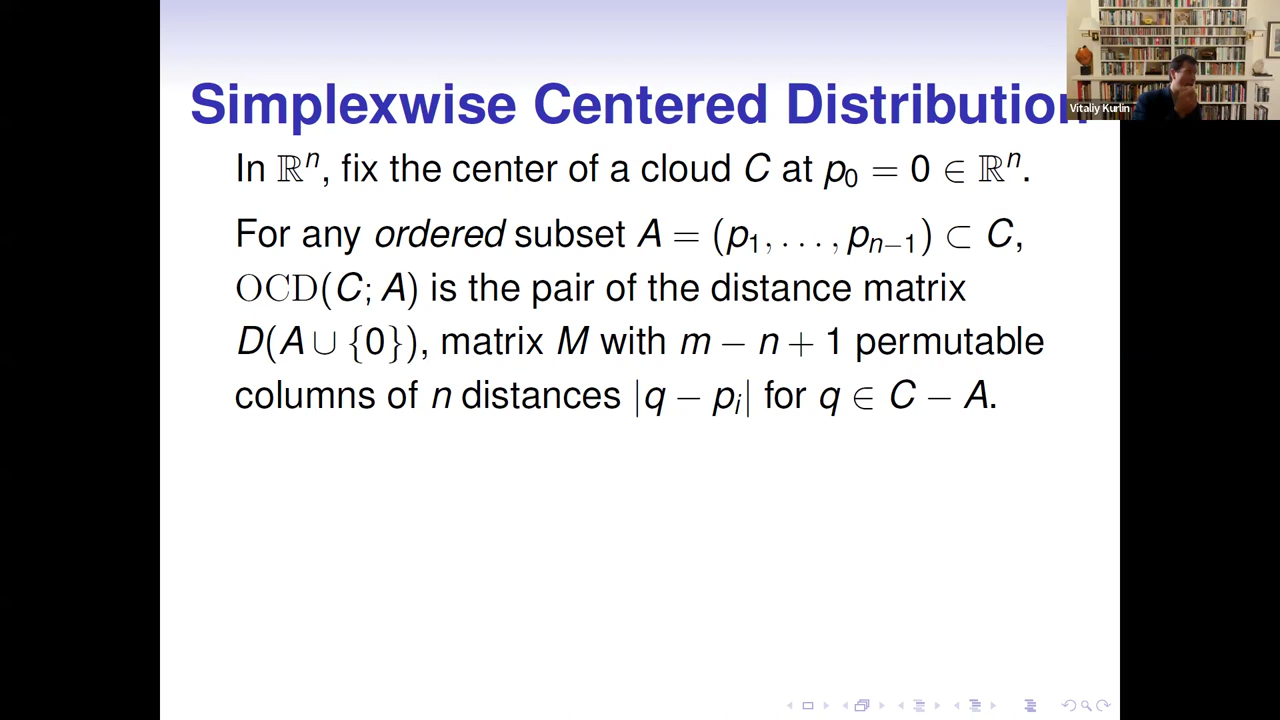 Simplexwise Centered Distribution
Vitaliy Kurlin
In ℝⁿ, fix the center of a cloud C at p₀ = 0 ∈ ℝⁿ.
For any ordered subset A = (p₁, . . . , pₙ₋₁) ⊂ C,
OCD(C; A) is the pair of the distance matrix
D(A ∪ {0}), matrix M with m − n + 1 permutable
columns of n distances |q − pᵢ| for q ∈ C − A.